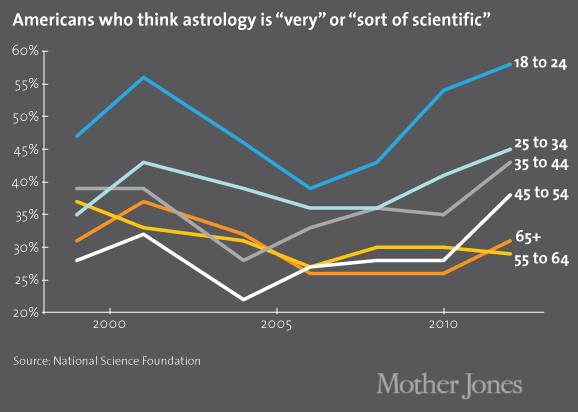 Americans who think astrology is “very” or “sort of scientific”
60%
55%
50%
45%
40%
35%
30%
25%
20%
18 to 24
25 to 34
35 to 44
45 to 54
65+
55 to 64
2000 2005 2010
Source: National Science Foundation
Mother Jones